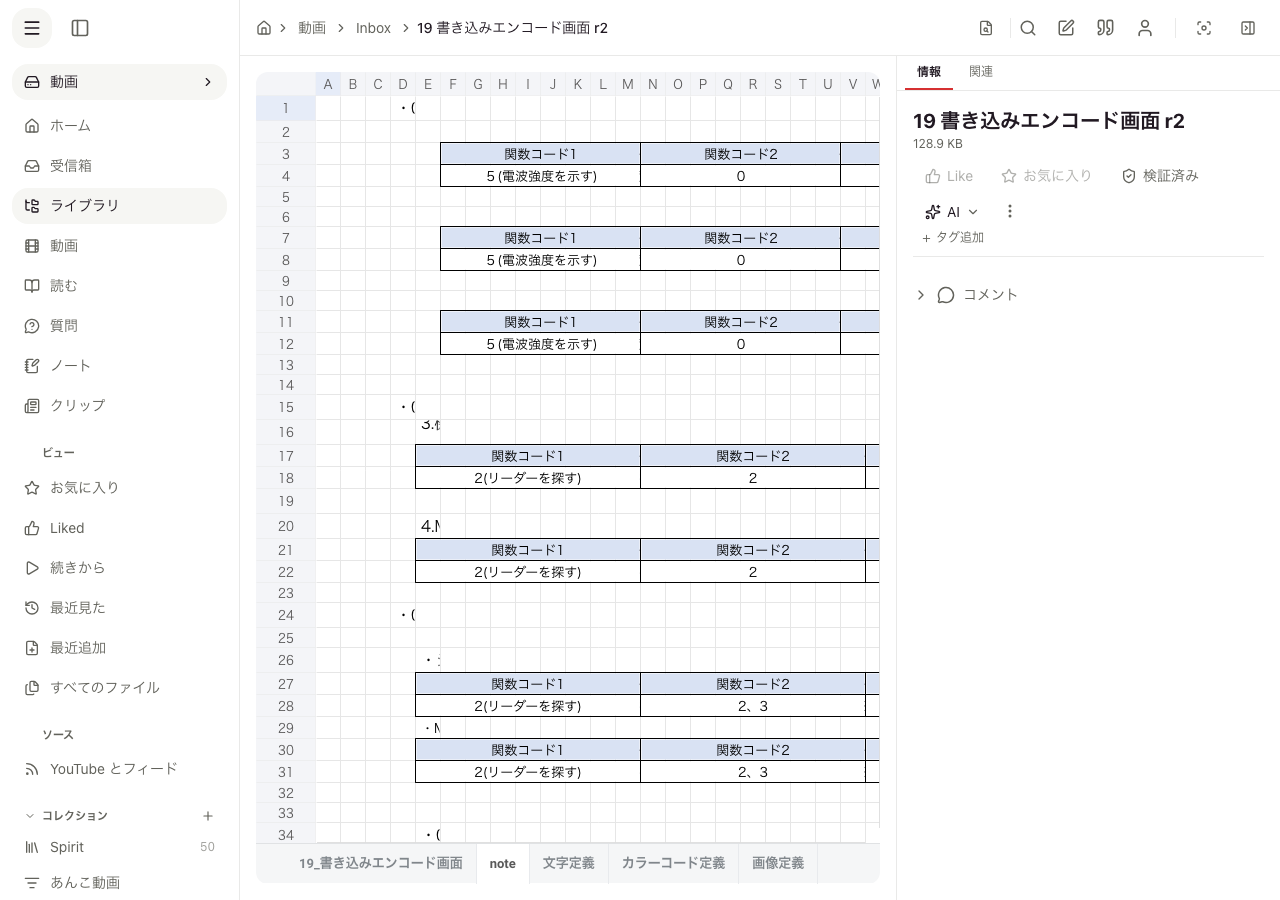 動画
ホーム
受信箱
ライブラリ
動画
読む
質問
ノート
クリップ
ビュー
お気に入り
Liked
続きから
最近見た
最近追加
すべてのファイル
ソース
YouTube とフィード
コレクション
Spirit 50
あんこ動画
動画 Inbox 19 書き込みエンコード画面 r2
A B C D E F G H I J K L M N O P Q R S T U V W
1 ・(
2
3 関数コード1 関数コード2
4 5 (電波強度を示す) 0
5
6
7 関数コード1 関数コード2
8 5 (電波強度を示す) 0
9
10
11 関数コード1 関数コード2
12 5 (電波強度を示す) 0
13
14
15 ・(
16 3.
17 関数コード1 関数コード2
18 2(リーダーを探す) 2
19
20 4.
21 関数コード1 関数コード2
22 2(リーダーを探す) 2
23
24 ・(
25
26 ・
27 関数コード1 関数コード2
28 2(リーダーを探す) 2、3
29 ・
30 関数コード1 関数コード2
31 2(リーダーを探す) 2、3
32
33
34 ・(
19_書き込みエンコード画面 note 文字定義 カラーコード定義 画像定義
情報 関連
19 書き込みエンコード画面 r2
128.9 KB
Like お気に入り 検証済み
AI
+ タグ追加
コメント